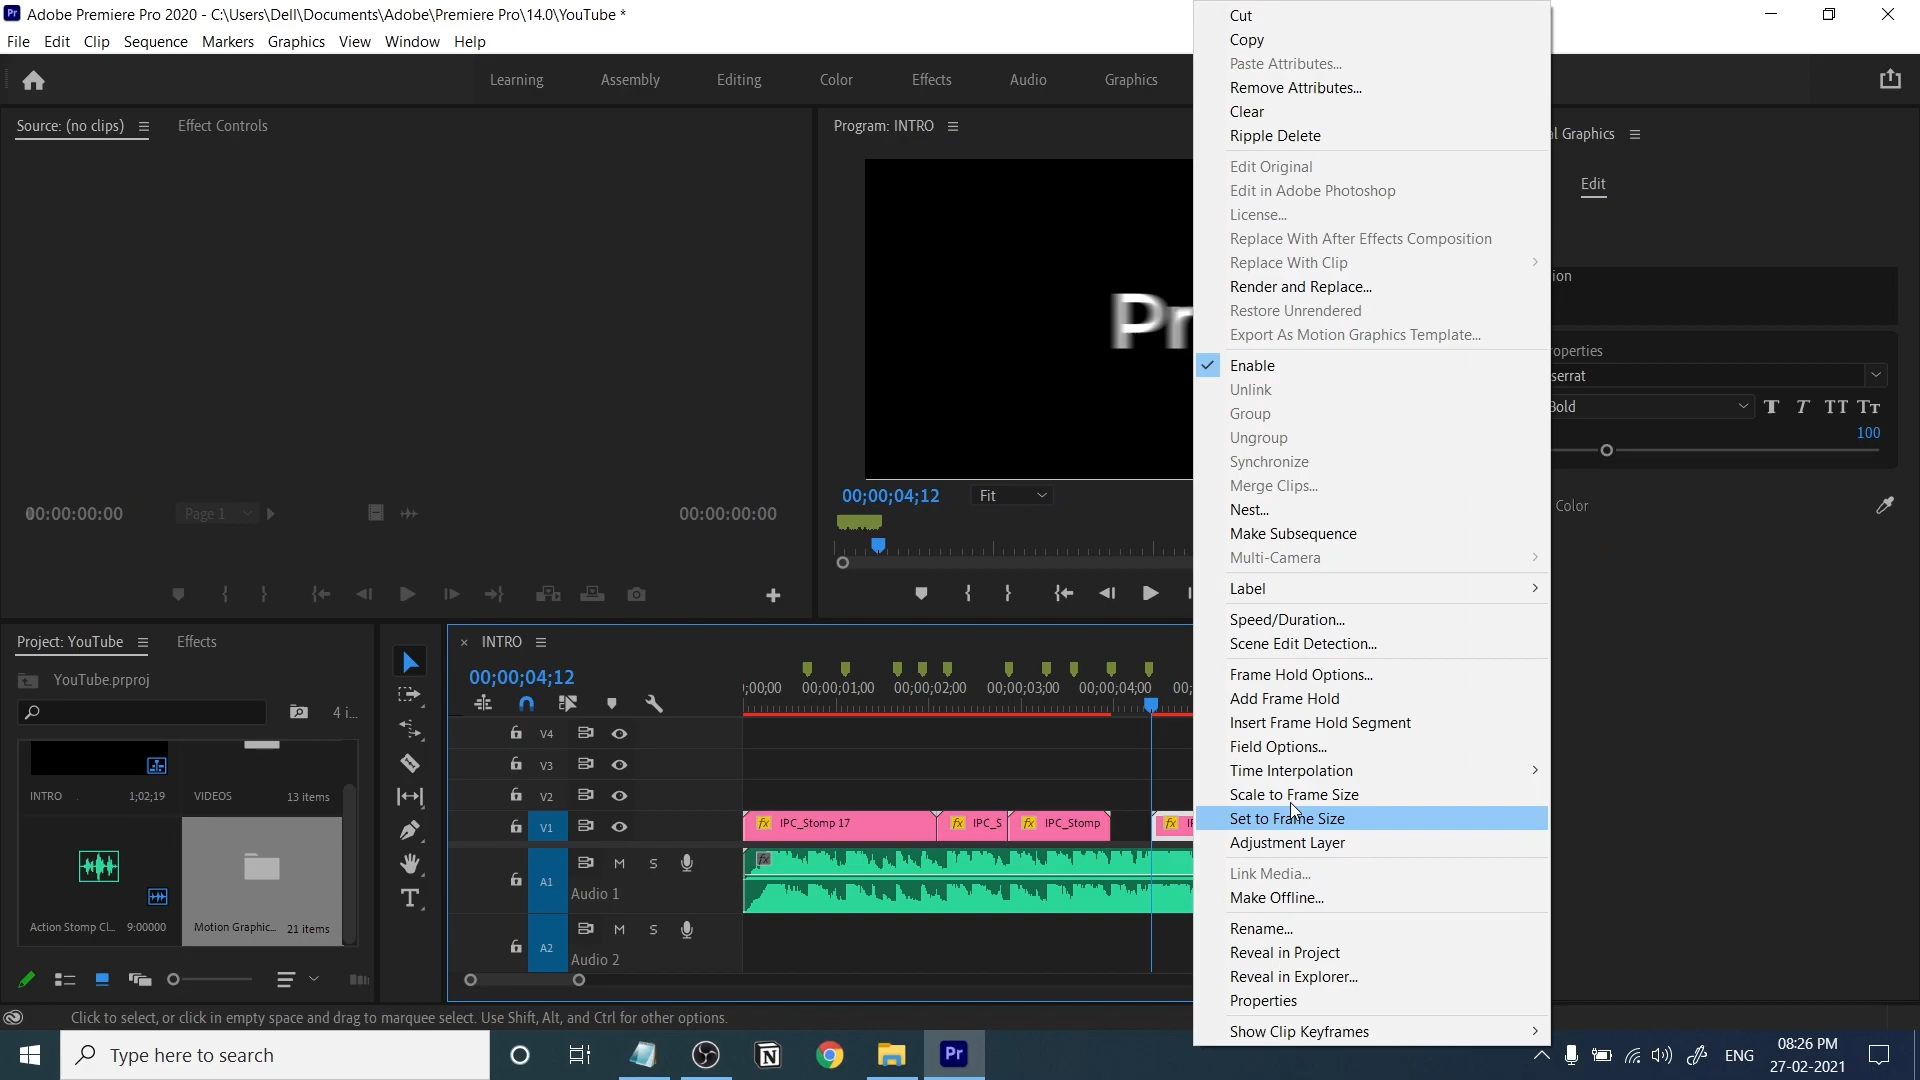 Adobe Premiere Pro 2020 - C:\Users\Dell\Documents\Adobe\Premiere Pro\14.0\YouTube *
File Edit Clip Sequence Markers Graphics View Window Help
Learning Assembly Editing Color Effects Audio Graphics
Source: (no clips) Effect Controls
Program: INTRO
Pr
00:00:00:00
Page 1
00:00:00:00
00;00;04;12
Fit
Project: YouTube Effects
YouTube.prproj
4 i...
INTRO 1;02;19
VIDEOS 13 items
Action Stomp Cl... 9:00000
Motion Graphic... 21 items
INTRO
00;00;04;12
;00;00 00;00;01;00 00;00;02;00 00;00;03;00 00;00;04;00 00;
V4
V3
V2
V1
IPC_Stomp 17
IPC_S
IPC_Stomp
A1 M S
Audio 1
A2 M S
Audio 2
Cut
Copy
Paste Attributes...
Remove Attributes...
Clear
Ripple Delete
Edit Original
Edit in Adobe Photoshop
License...
Replace With After Effects Composition
Replace With Clip
Render and Replace...
Restore Unrendered
Export As Motion Graphics Template...
Enable
Unlink
Group
Ungroup
Synchronize
Merge Clips...
Nest...
Make Subsequence
Multi-Camera
Label
Speed/Duration...
Scene Edit Detection...
Frame Hold Options...
Add Frame Hold
Insert Frame Hold Segment
Field Options...
Time Interpolation
Scale to Frame Size
Set to Frame Size
Adjustment Layer
Link Media...
Make Offline...
Rename...
Reveal in Project
Reveal in Explorer...
Properties
Show Clip Keyframes
al Graphics
Edit
ion
roperties
serrat
Bold
T T TT Tт
100
Color
Click to select, or click in empty space and drag to marquee select. Use Shift, Alt, and Ctrl for other options.
Type here to search
Pr
ENG
08:26 PM
27-02-2021